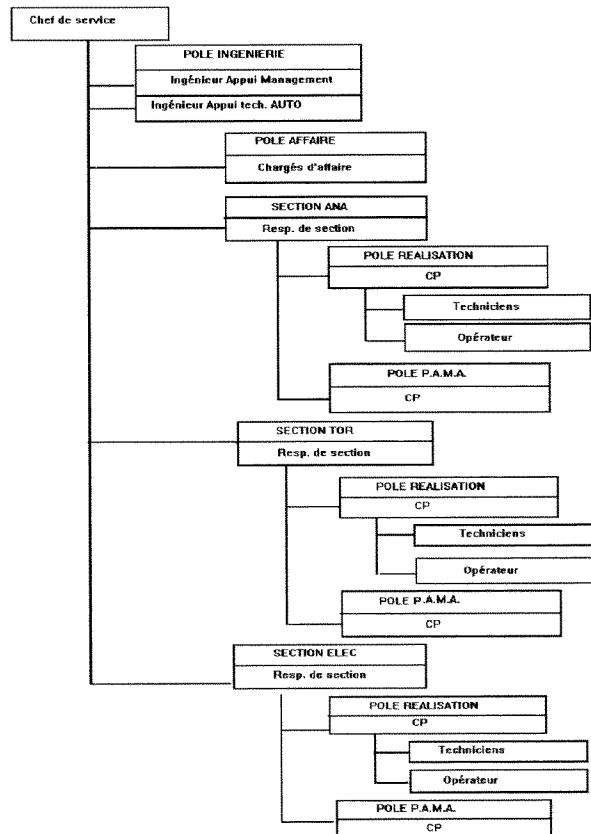 Chef de service
POLE INGENIERIE
Ingénieur Appui Management
Ingénieur Appui tech. AUTO
POLE AFFAIRE
Chargés d'affaire
SECTION ANA
Resp. de section
POLE REALISATION
CP
Techniciens
Opérateur
POLE P.A.M.A.
CP
SECTION TOR
Resp. de section
POLE REALISATION
CP
Techniciens
Opérateur
POLE P.A.M.A.
CP
SECTION ELEC
Resp. de section
POLE REALISATION
CP
Techniciens
Opérateur
POLE P.A.M.A.
CP